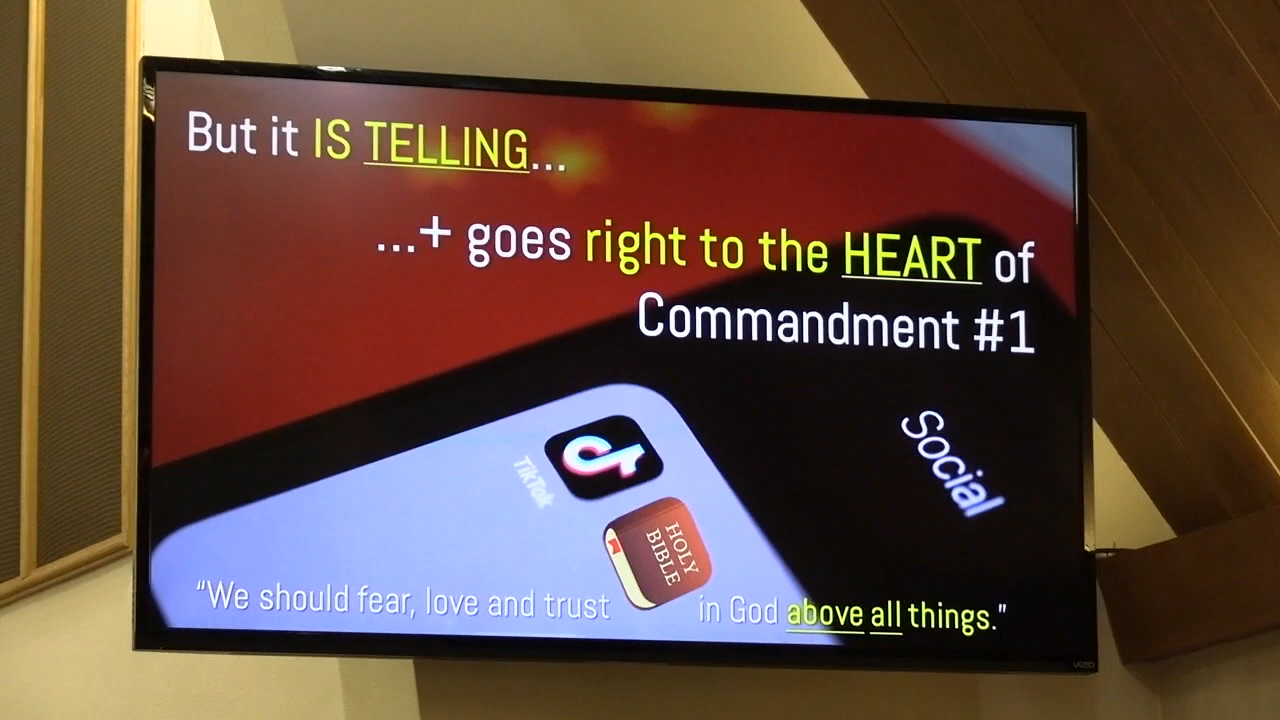 But it IS TELLING...
...+ goes right to the HEART of
Commandment #1
Social
TikTok
HOLY
BIBLE
“We should fear, love and trust in God above all things.”
VIZIO